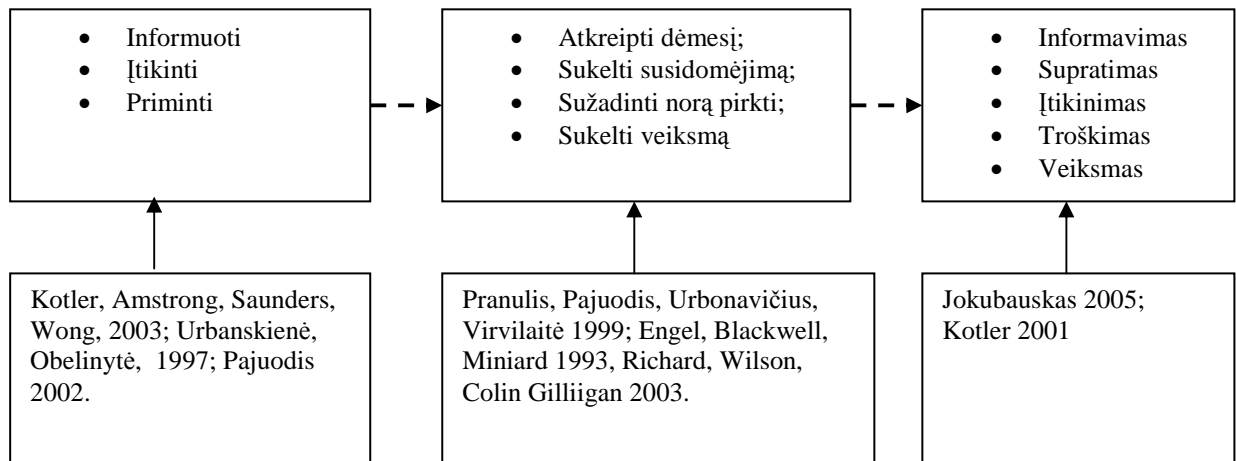 • Informuoti
• Įtikinti
• Priminti
• Atkreipti dėmesį;
• Sukelti susidomėjimą;
• Sužadinti norą pirkti;
• Sukelti veiksmą
• Informavimas
• Supratimas
• Įtikinimas
• Troškimas
• Veiksmas
Kotler, Amstrong, Saunders,
Wong, 2003; Urbanskienė,
Obelinytė, 1997; Pajuodis
2002.
Pranulis, Pajuodis, Urbonavičius,
Virvilaitė 1999; Engel, Blackwell,
Miniard 1993, Richard, Wilson,
Colin Gilliigan 2003.
Jokubauskas 2005;
Kotler 2001